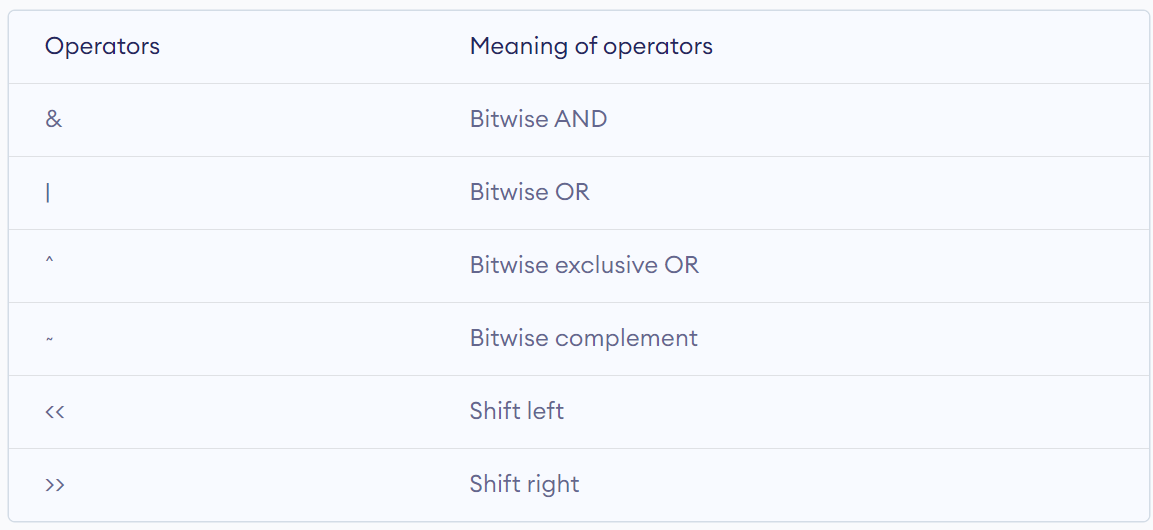 Operators Meaning of operators
& Bitwise AND
| Bitwise OR
^ Bitwise exclusive OR
~ Bitwise complement
<< Shift left
>> Shift right